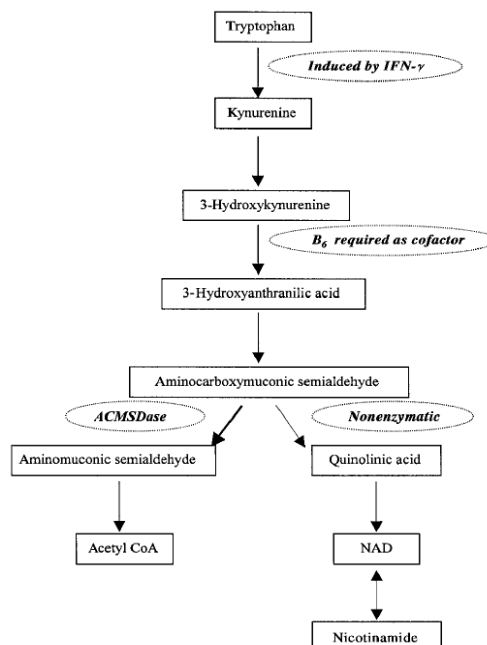 Tryptophan
Induced by IFN-γ
Kynurenine
3-Hydroxykynurenine
B₆ required as cofactor
3-Hydroxyanthranilic acid
Aminocarboxymuconic semialdehyde
ACMSDase
Nonenzymatic
Aminomuconic semialdehyde
Quinolinic acid
Acetyl CoA
NAD
Nicotinamide